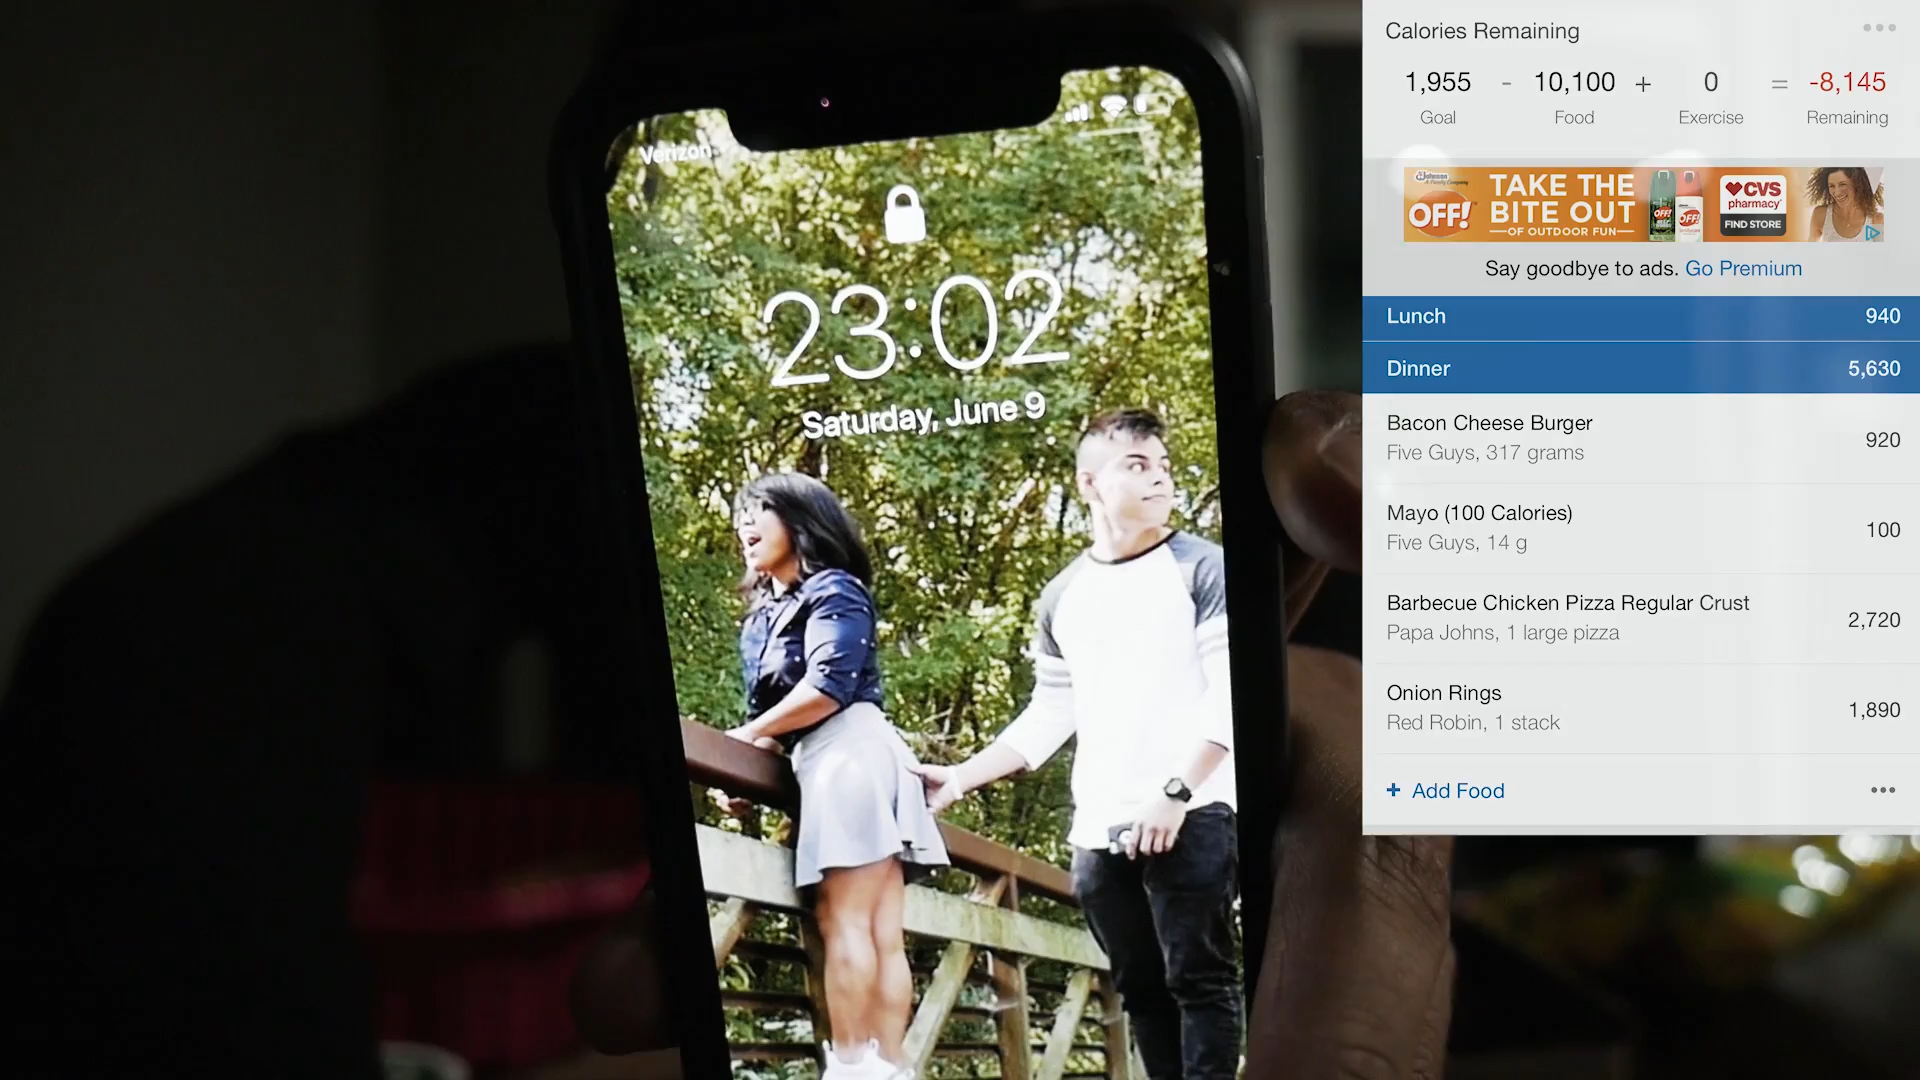 Verizon
23:02
Saturday, June 9
Calories Remaining
1,955 - 10,100 + 0 = -8,145
Goal Food Exercise Remaining
OFF!
TAKE THE
BITE OUT
OF OUTDOOR FUN
CVS
pharmacy
FIND STORE
Say goodbye to ads. Go Premium
Lunch 940
Dinner 5,630
Bacon Cheese Burger
Five Guys, 317 grams
920
Mayo (100 Calories)
Five Guys, 14 g
100
Barbecue Chicken Pizza Regular Crust
Papa Johns, 1 large pizza
2,720
Onion Rings
Red Robin, 1 stack
1,890
+ Add Food